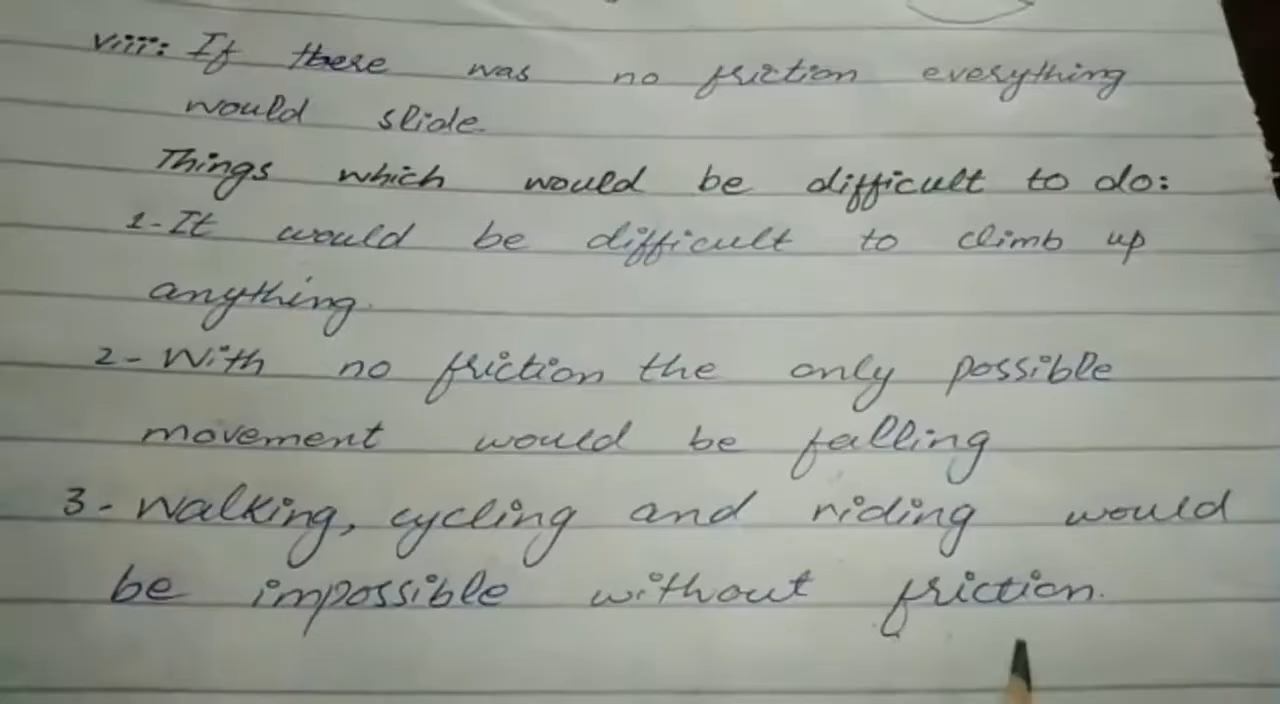 viii: If there was no friction everything
would slide.
Things which would be difficult to do:
1-It would be difficult to climb up
anything.
2- With no friction the only possible
movement would be falling
3- Walking, cycling and riding would
be impossible without friction.